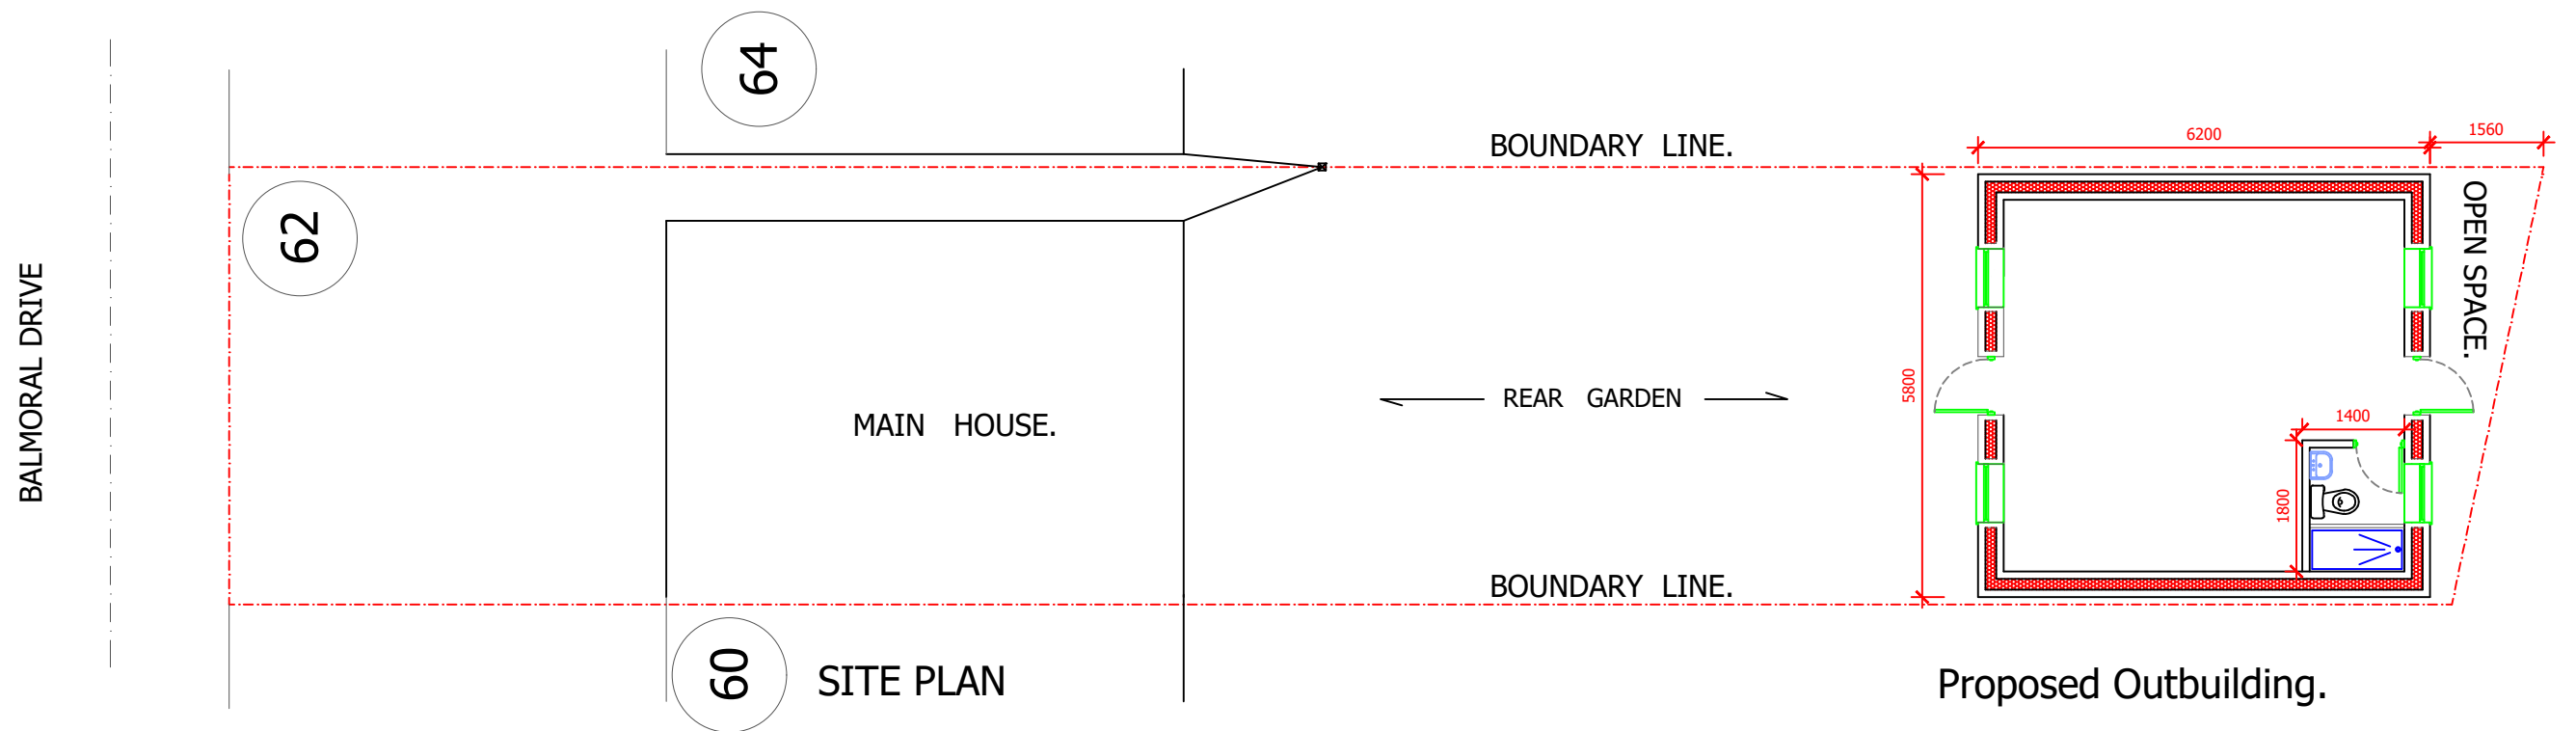 BALMORAL DRIVE
62
64
60
MAIN HOUSE.
SITE PLAN
BOUNDARY LINE.
REAR GARDEN
BOUNDARY LINE.
6200
1560
5800
OPEN SPACE.
1400
1800
Proposed Outbuilding.